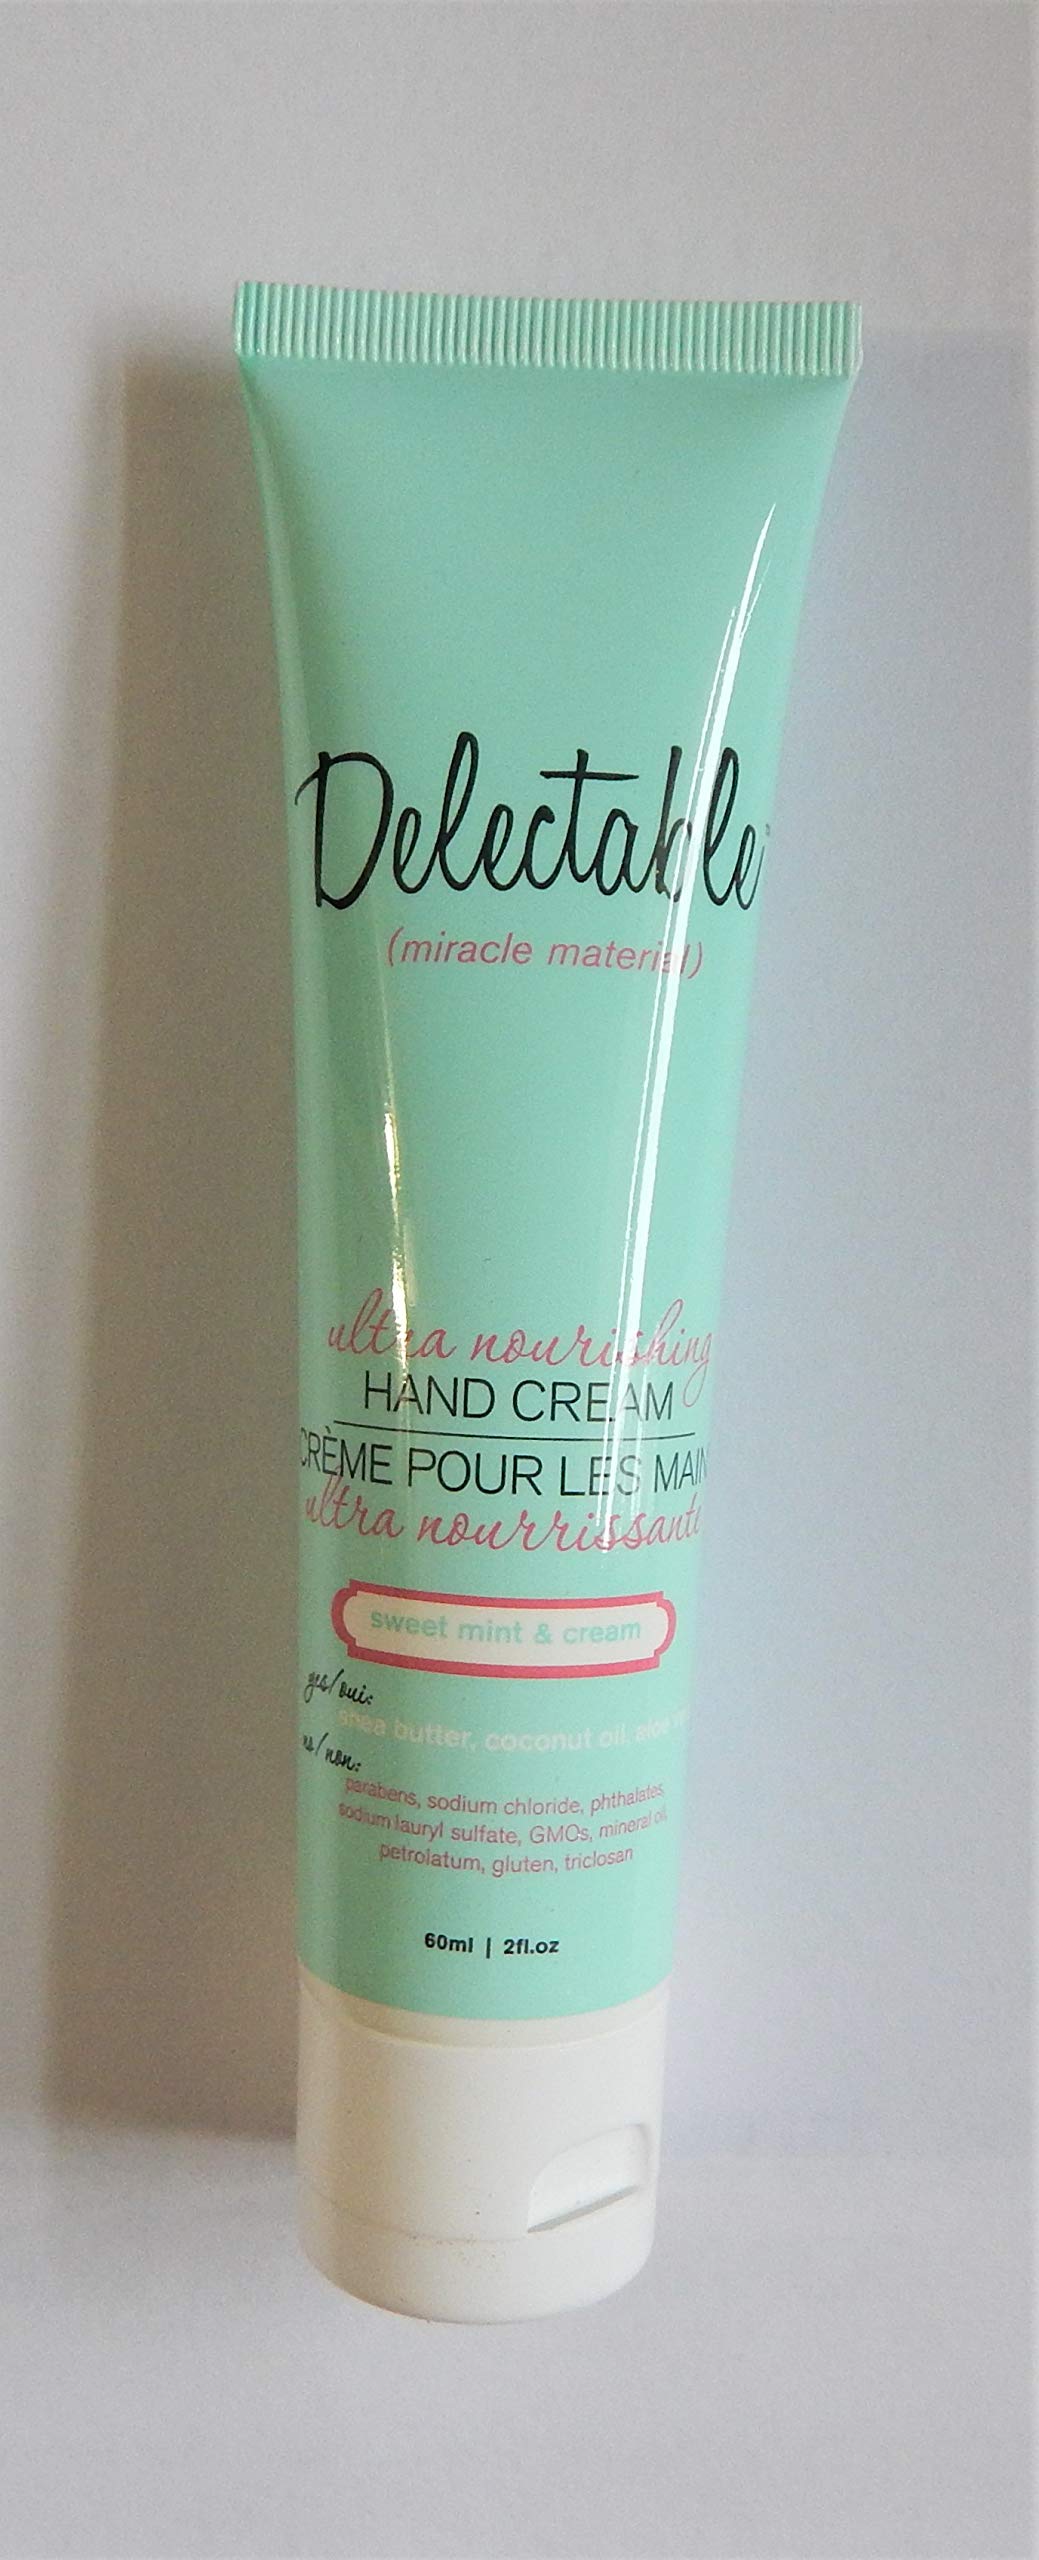 Delectable
(miracle material)
ultra nourishing
HAND CREAM
CRÈME POUR LES MAIN
ultra nourrissante
sweet mint & cream
yes/oui:
shea butter, coconut oil, aloe
no/non:
parabens, sodium chloride, phthalates,
sodium lauryl sulfate, GMOs, mineral oil,
petrolatum, gluten, triclosan
60ml | 2fl.oz